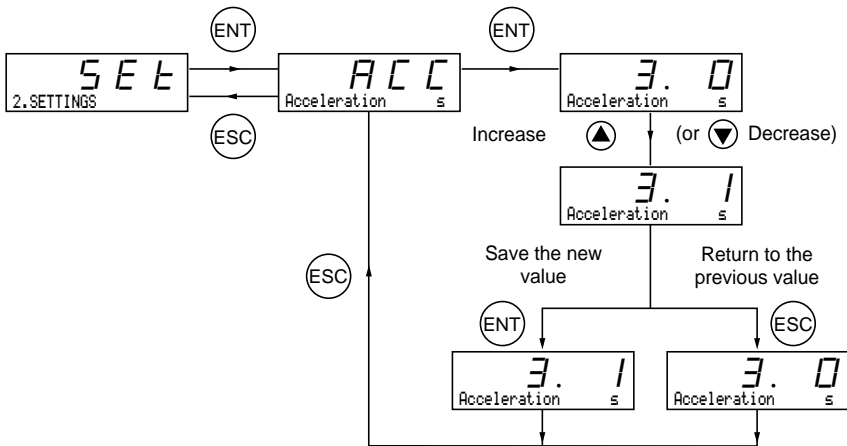 ENT
ENT
SEt
2.SETTINGS
ACC
Acceleration s
3. 0
Acceleration s
ESC
Increase
(or
Decrease)
3. 1
Acceleration s
Save the new
value
Return to the
previous value
ESC
ENT
ESC
3. 1
Acceleration s
3. 0
Acceleration s